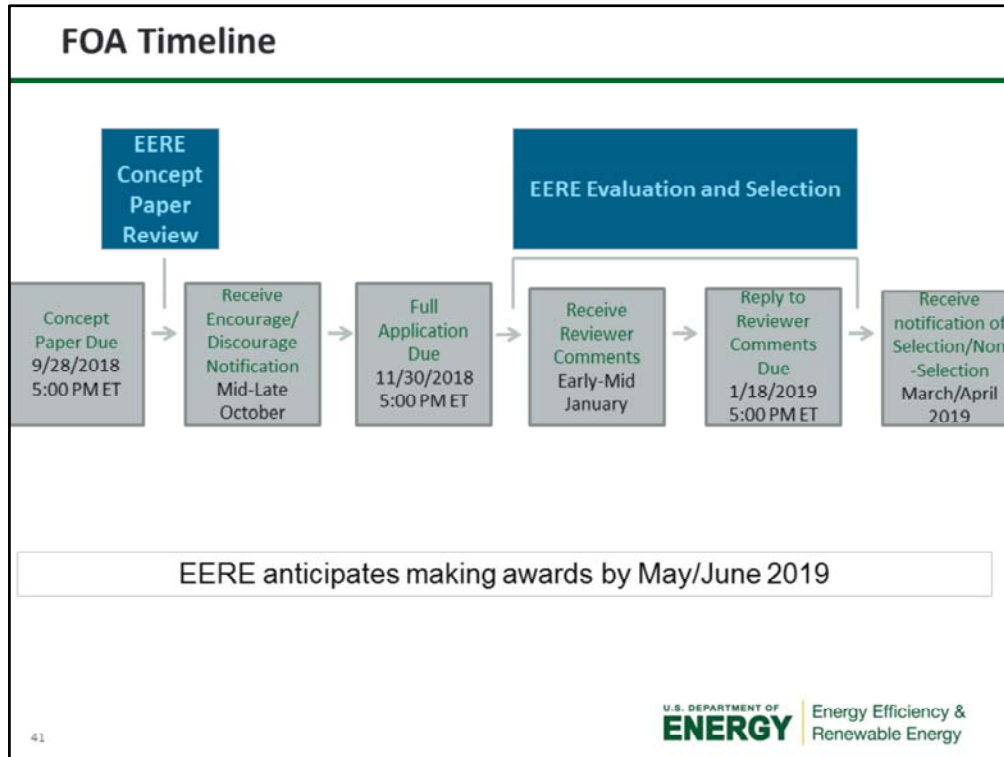 FOA Timeline
EERE
Concept
Paper
Review
EERE Evaluation and Selection
Concept
Paper Due
9/28/2018
5:00 PM ET
Receive
Encourage/
Discourage
Notification
Mid-Late
October
Full
Application
Due
11/30/2018
5:00 PM ET
Receive
Reviewer
Comments
Early-Mid
January
Reply to
Reviewer
Comments
Due
1/18/2019
5:00 PM ET
Receive
notification of
Selection/Non
-Selection
March/April
2019
EERE anticipates making awards by May/June 2019
41
U.S. DEPARTMENT OF
ENERGY
Energy Efficiency &
Renewable Energy